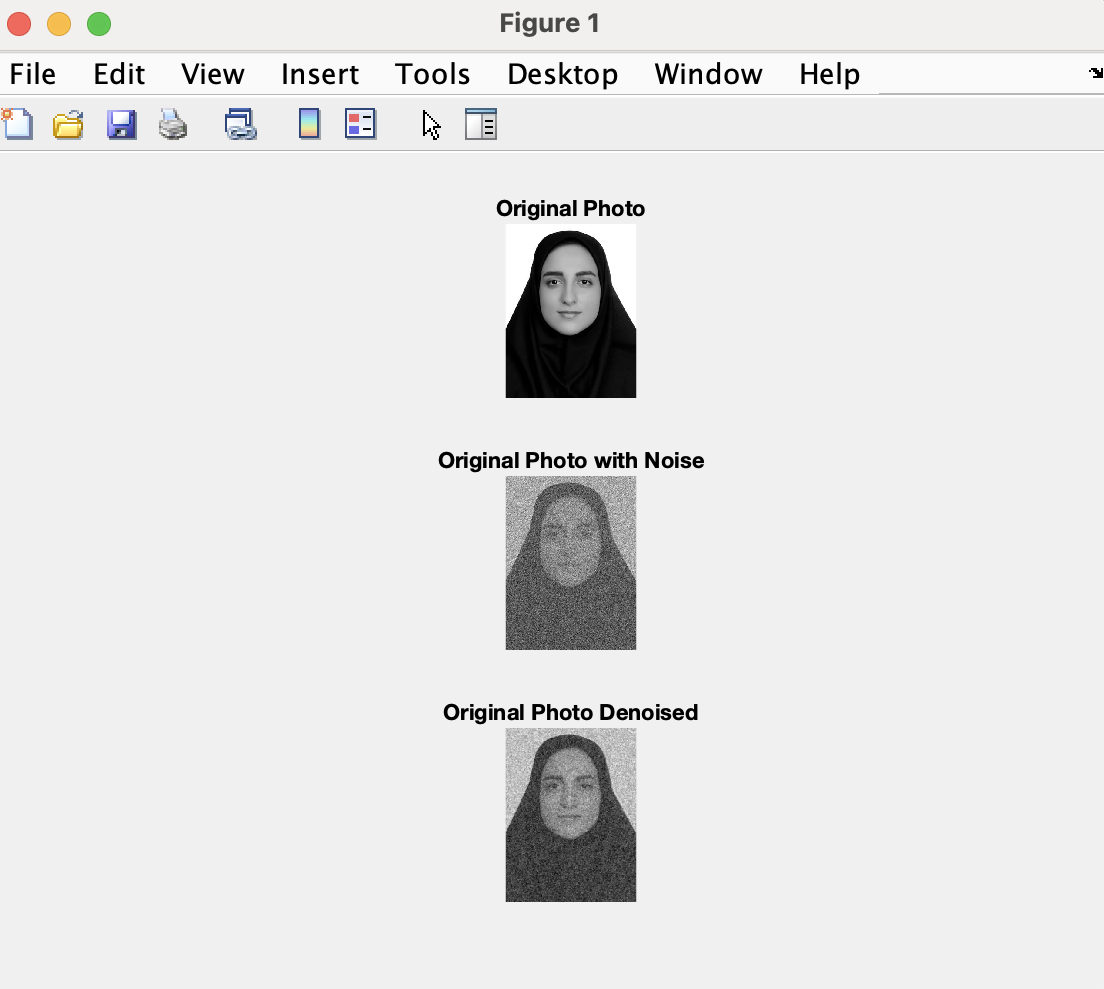 Figure 1
File Edit View Insert Tools Desktop Window Help
Original Photo
Original Photo with Noise
Original Photo Denoised